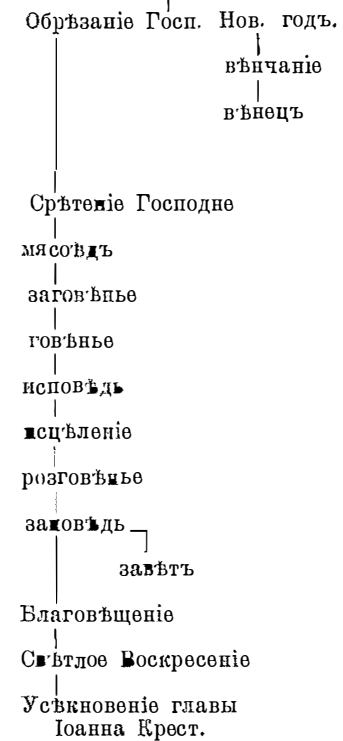 Обрѣзаніе Госп. Нов. годъ.
вѣнчаніе
вѣнецъ
Срѣтеніе Господне
мясоѣдъ
заговѣнье
говѣнье
исповѣдь
исцѣленіе
розговѣнье
заповѣдь
завѣтъ
Благовѣщеніе
Свѣтлое Воскресеніе
Усѣкновеніе главы
Іоанна Крест.